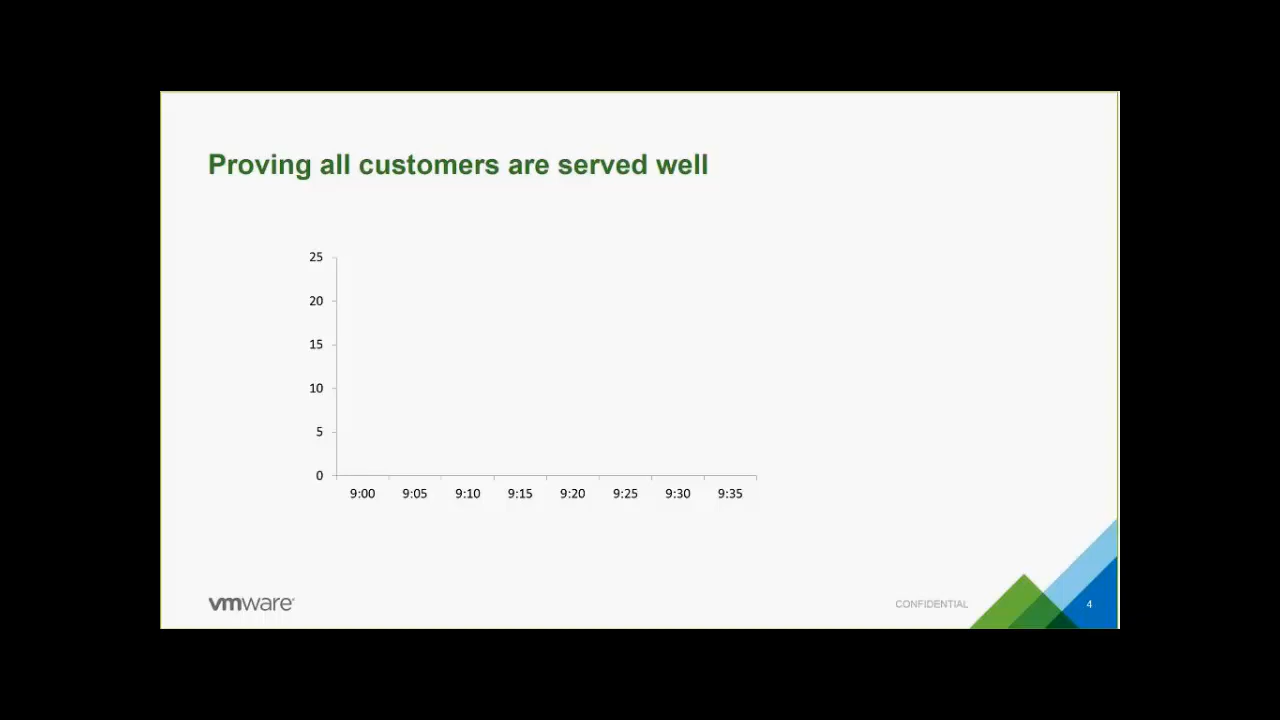 Proving all customers are served well
25
20
15
10
5
0
9:00 9:05 9:10 9:15 9:20 9:25 9:30 9:35
vmware
CONFIDENTIAL
4